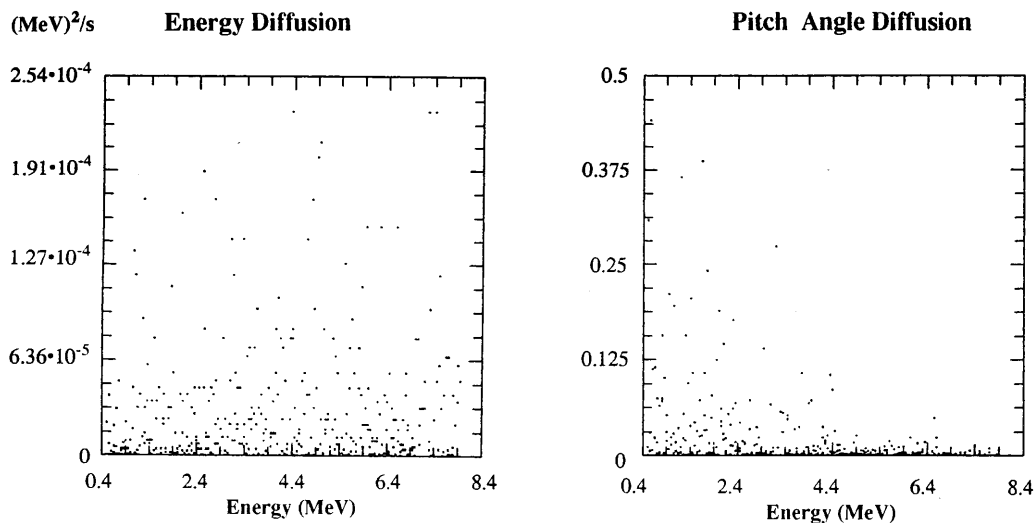 (MeV)²/s
Energy Diffusion
2.54•10⁻⁴
1.91•10⁻⁴
1.27•10⁻⁴
6.36•10⁻⁵
0
0.4 2.4 4.4 6.4 8.4
Energy (MeV)
Pitch Angle Diffusion
0.5
0.375
0.25
0.125
0
0.4 2.4 4.4 6.4 8.4
Energy (MeV)